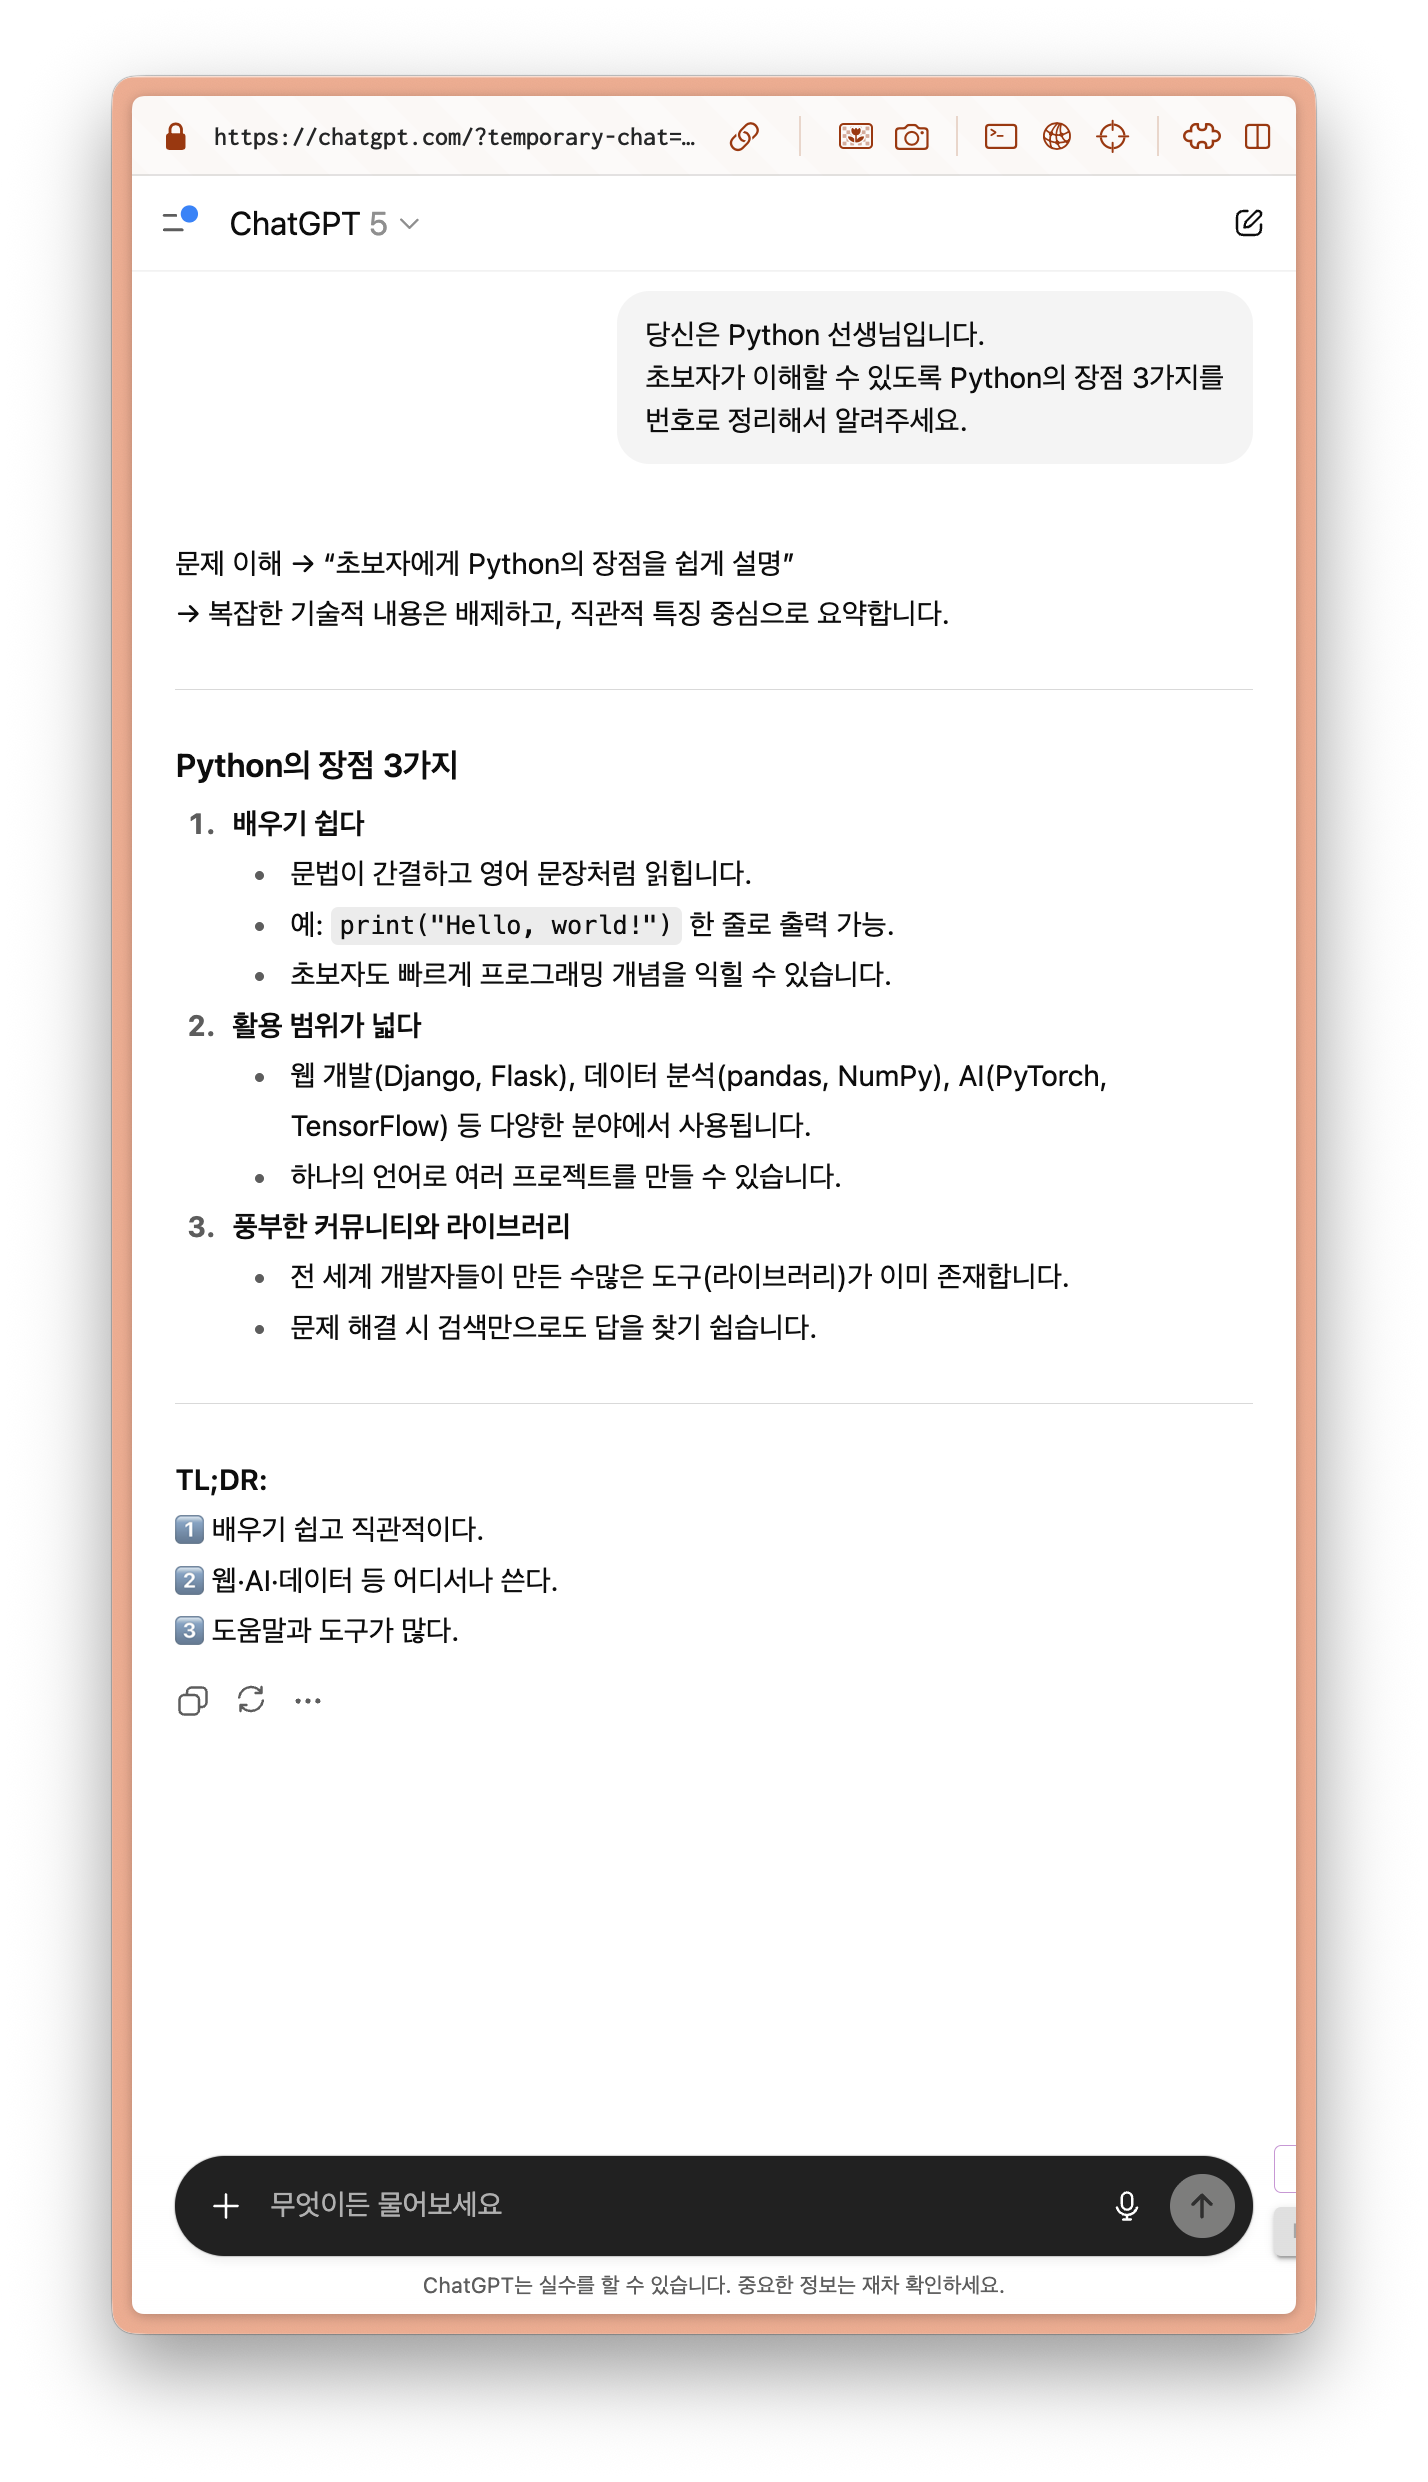 https://chatgpt.com/?temporary-chat=…
ChatGPT 5
당신은 Python 선생님입니다.
초보자가 이해할 수 있도록 Python의 장점 3가지를
번호로 정리해서 알려주세요.
문제 이해 → “초보자에게 Python의 장점을 쉽게 설명”
→ 복잡한 기술적 내용은 배제하고, 직관적 특징 중심으로 요약합니다.
Python의 장점 3가지
1. 배우기 쉽다
• 문법이 간결하고 영어 문장처럼 읽힙니다.
• 예: print("Hello, world!") 한 줄로 출력 가능.
• 초보자도 빠르게 프로그래밍 개념을 익힐 수 있습니다.
2. 활용 범위가 넓다
• 웹 개발(Django, Flask), 데이터 분석(pandas, NumPy), AI(PyTorch,
TensorFlow) 등 다양한 분야에서 사용됩니다.
• 하나의 언어로 여러 프로젝트를 만들 수 있습니다.
3. 풍부한 커뮤니티와 라이브러리
• 전 세계 개발자들이 만든 수많은 도구(라이브러리)가 이미 존재합니다.
• 문제 해결 시 검색만으로도 답을 찾기 쉽습니다.
TL;DR:
1️⃣ 배우기 쉽고 직관적이다.
2️⃣ 웹·AI·데이터 등 어디서나 쓴다.
3️⃣ 도움말과 도구가 많다.
무엇이든 물어보세요
ChatGPT는 실수를 할 수 있습니다. 중요한 정보는 재차 확인하세요.